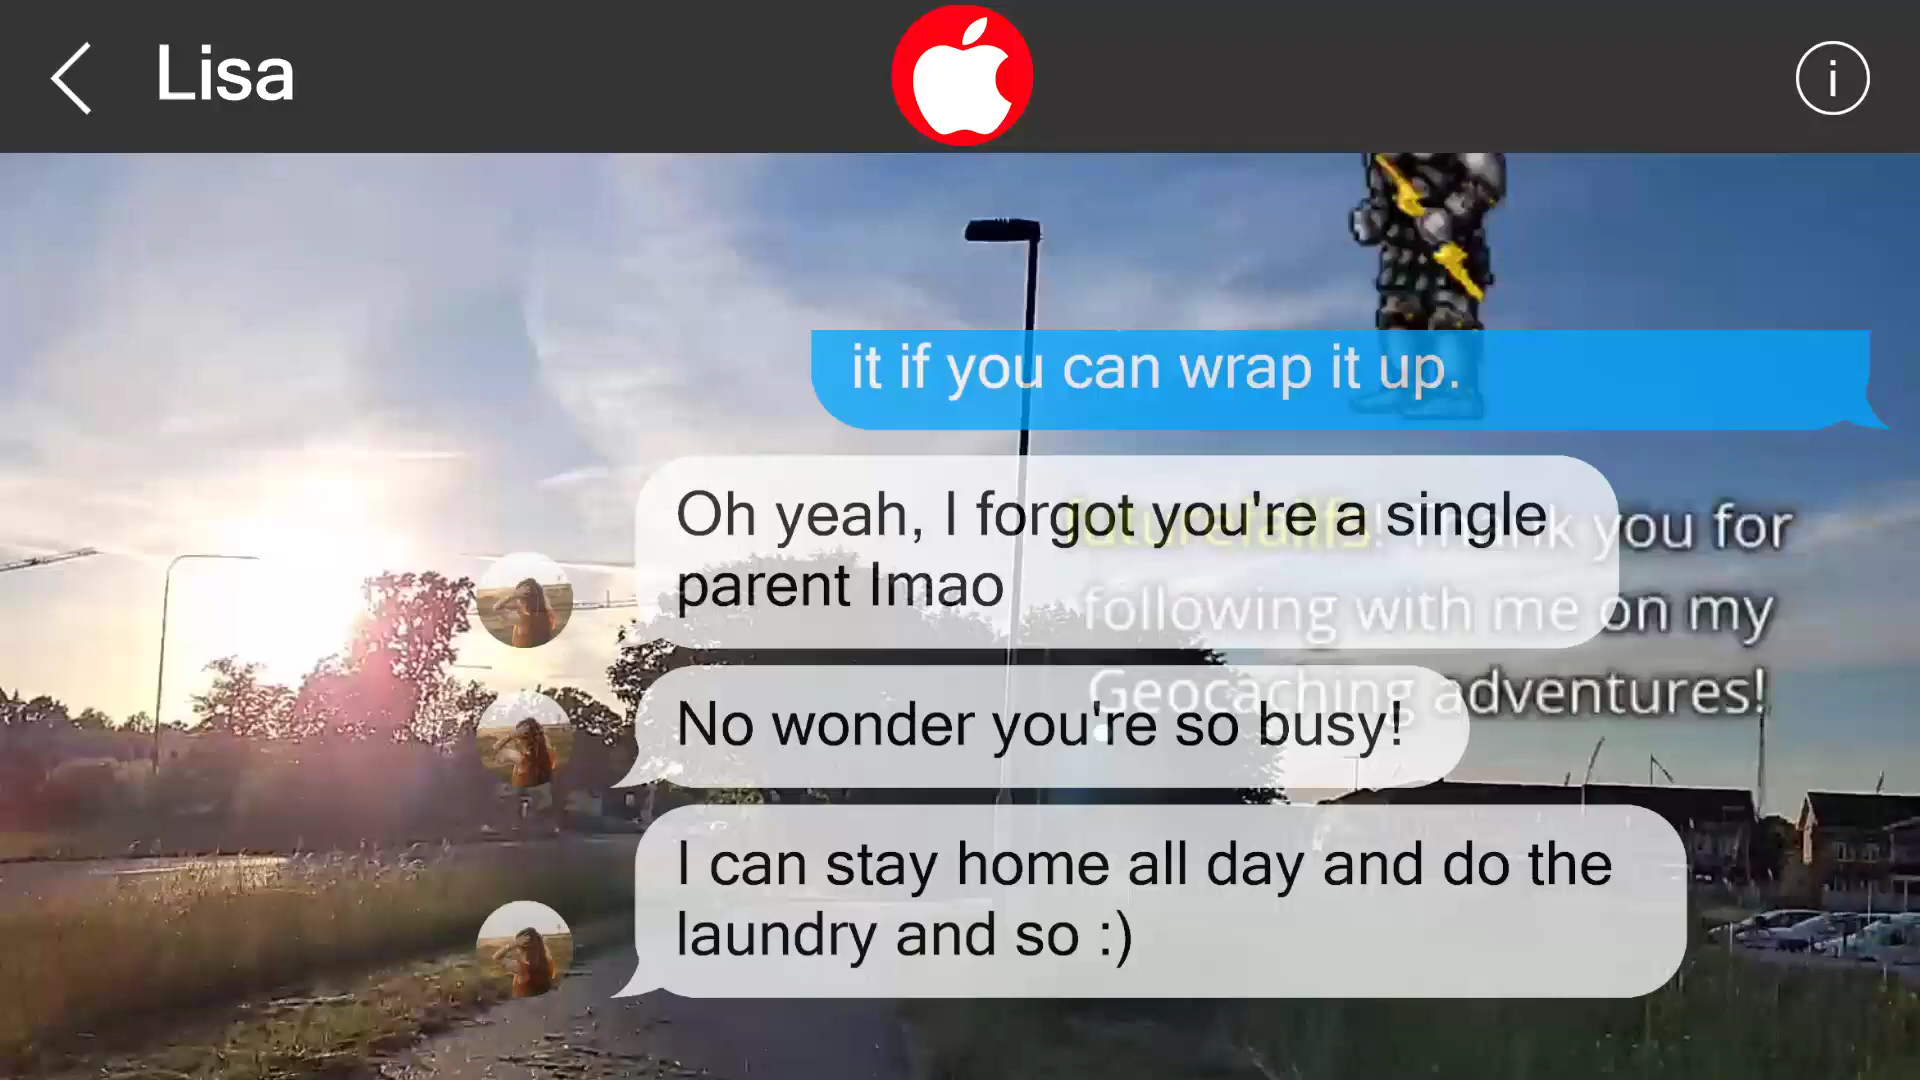 Lisa
it if you can wrap it up.
Oh yeah, I forgot you're a single
parent lmao
you for
following with me on my
Geocaching adventures!
No wonder you're so busy!
I can stay home all day and do the
laundry and so :)